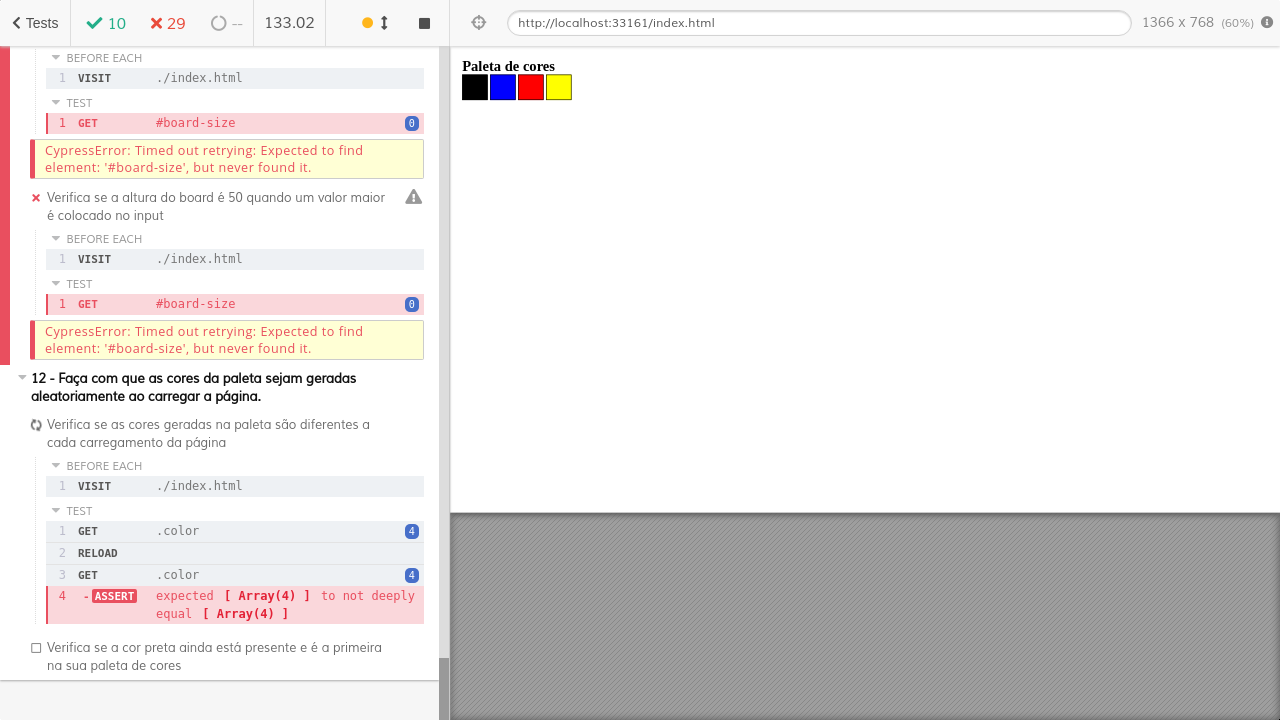 Tests
10
29
--
133.02
http://localhost:33161/index.html
1366 x 768 (60%)
BEFORE EACH
1 VISIT ./index.html
TEST
1 GET #board-size 0
CypressError: Timed out retrying: Expected to find
element: '#board-size', but never found it.
Verifica se a altura do board é 50 quando um valor maior
é colocado no input
BEFORE EACH
1 VISIT ./index.html
TEST
1 GET #board-size 0
CypressError: Timed out retrying: Expected to find
element: '#board-size', but never found it.
12 - Faça com que as cores da paleta sejam geradas
aleatoriamente ao carregar a página.
Verifica se as cores geradas na paleta são diferentes a
cada carregamento da página
BEFORE EACH
1 VISIT ./index.html
TEST
1 GET .color 4
2 RELOAD
3 GET .color 4
4 -ASSERT expected [ Array(4) ] to not deeply
equal [ Array(4) ]
Verifica se a cor preta ainda está presente e é a primeira
na sua paleta de cores
Paleta de cores